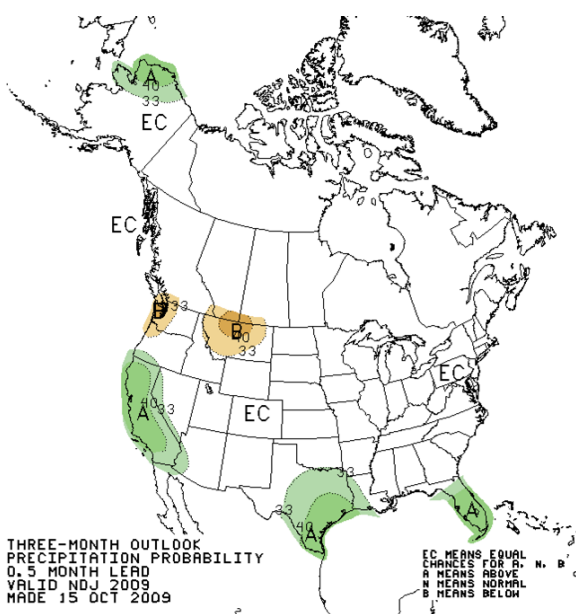 A
40
33
EC
EC
B
33
B
40
33
EC
40
33
A
EC
33
33
40
A
A
THREE-MONTH OUTLOOK
PRECIPITATION PROBABILITY
0.5 MONTH LEAD
VALID NDJ 2009
MADE 15 OCT 2009
EC MEANS EQUAL
CHANCES FOR A, N, B
A MEANS ABOVE
N MEANS NORMAL
B MEANS BELOW